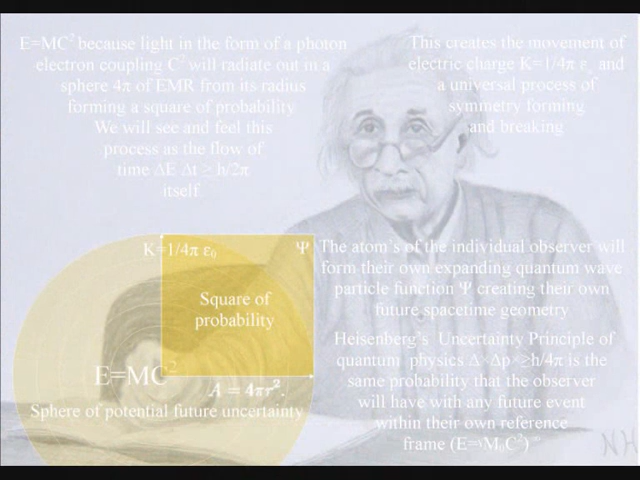 E=MC² because light in the form of a photon
electron coupling C² will radiate out in a
sphere 4π of EMR from its radius
forming a square of probability
We will see and feel this
process as the flow of
time ΔE Δt ≥ h/2π
itself.
This creates the movement of
electric charge K=1/4π ε₀ and
a universal process of
symmetry forming
and breaking
K=1/4π ε₀
Ψ
Square of
probability
E=MC²
A = 4πr².
Sphere of potential future uncertainty
The atom's of the individual observer will
form their own expanding quantum wave
particle function Ψ creating their own
future spacetime geometry
Heisenberg's Uncertainty Principle of
quantum physics Δ×Δp×≥h/4π is the
same probability that the observer
will have with any future event
within their own reference
frame (E=ᵞM₀C²)
NH